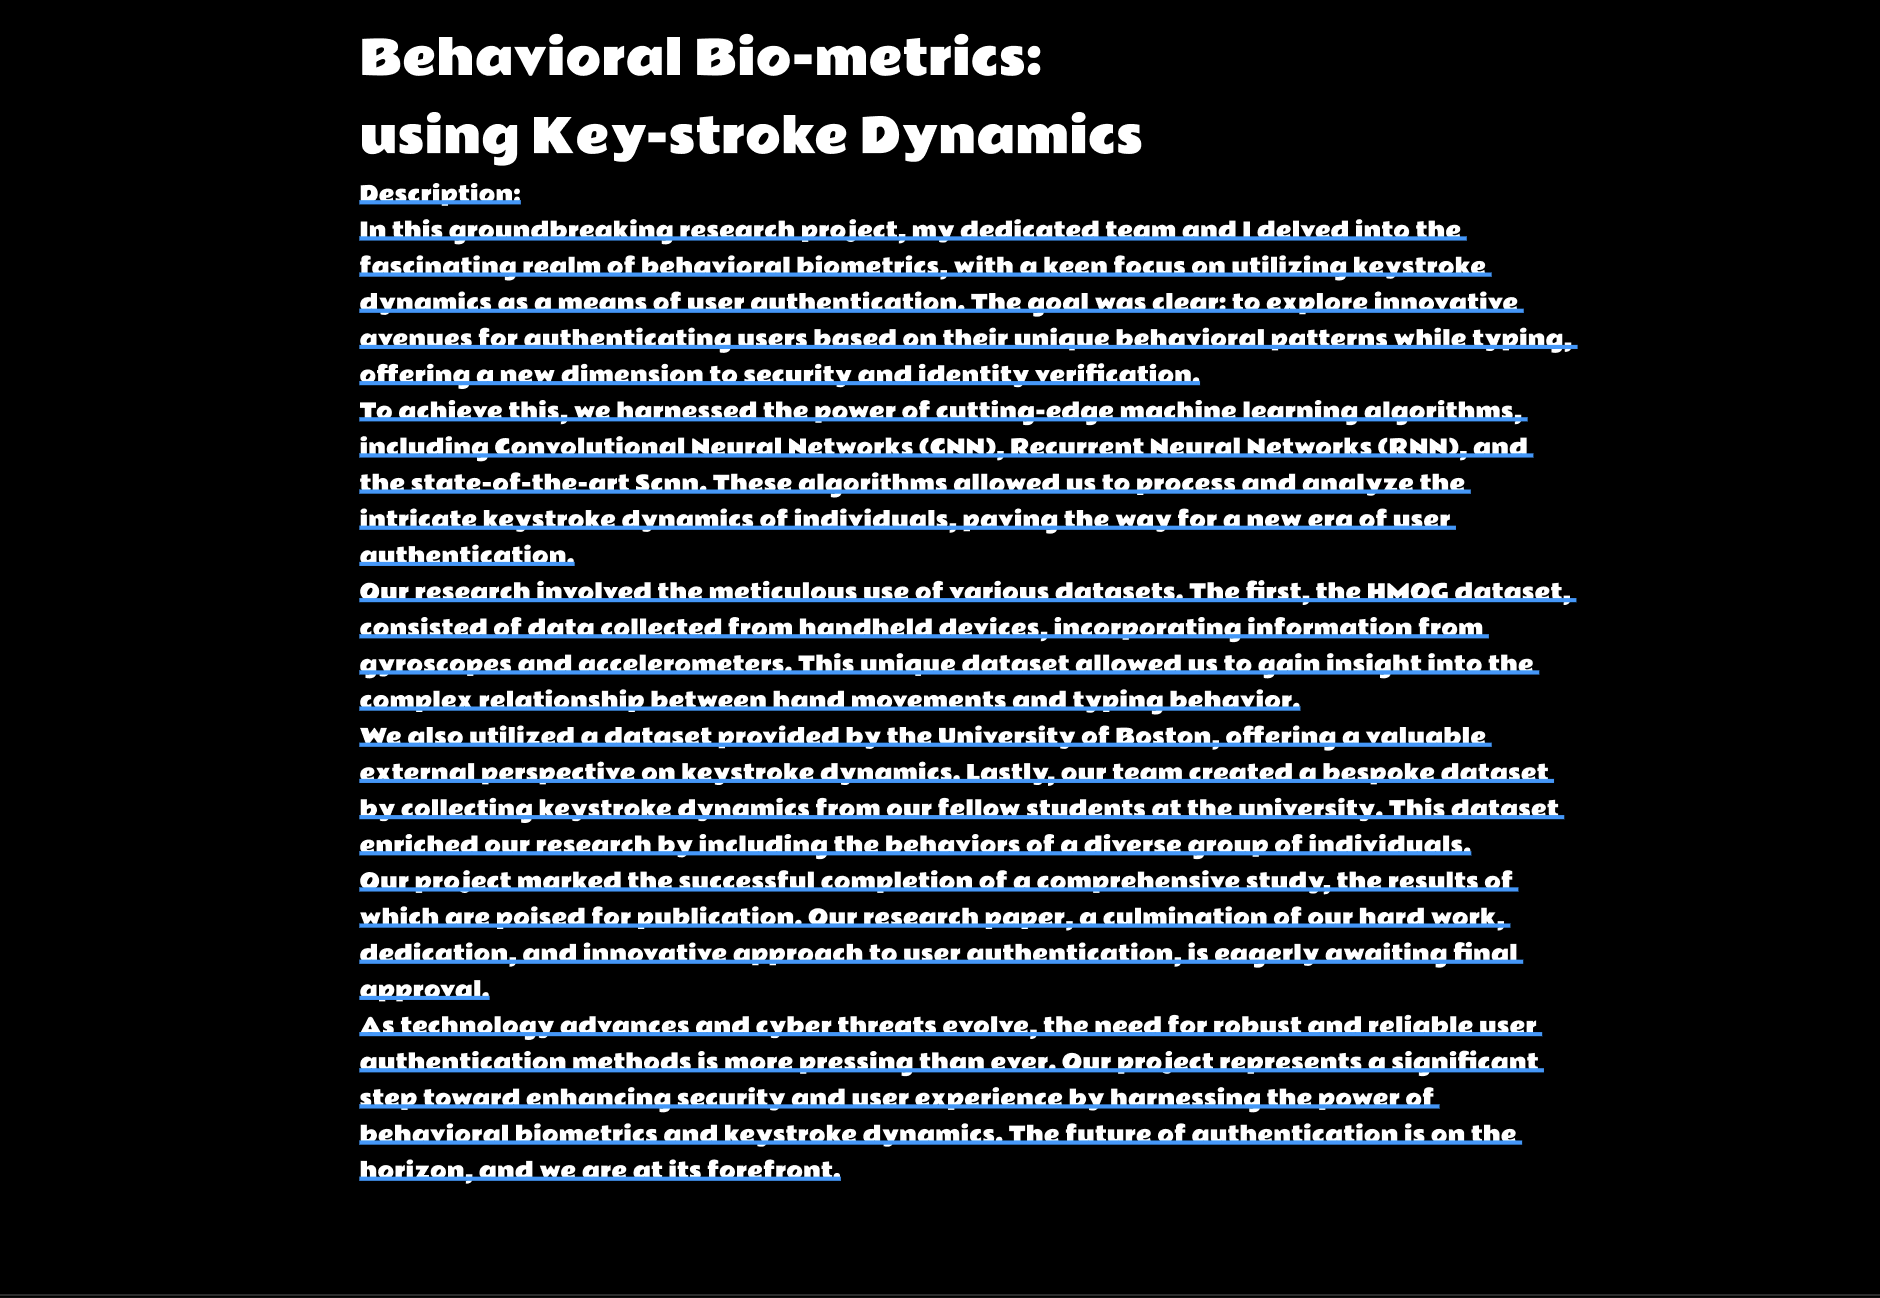 Behavioral Bio-metrics:
using Key-stroke Dynamics
Description:
In this groundbreaking research project, my dedicated team and I delved into the
fascinating realm of behavioral biometrics, with a keen focus on utilizing keystroke
dynamics as a means of user authentication. The goal was clear: to explore innovative
avenues for authenticating users based on their unique behavioral patterns while typing,
offering a new dimension to security and identity verification.
To achieve this, we harnessed the power of cutting-edge machine learning algorithms,
including Convolutional Neural Networks (CNN), Recurrent Neural Networks (RNN), and
the state-of-the-art Scnn. These algorithms allowed us to process and analyze the
intricate keystroke dynamics of individuals, paving the way for a new era of user
authentication.
Our research involved the meticulous use of various datasets. The first, the HMOG dataset,
consisted of data collected from handheld devices, incorporating information from
gyroscopes and accelerometers. This unique dataset allowed us to gain insight into the
complex relationship between hand movements and typing behavior.
We also utilized a dataset provided by the University of Boston, offering a valuable
external perspective on keystroke dynamics. Lastly, our team created a bespoke dataset
by collecting keystroke dynamics from our fellow students at the university. This dataset
enriched our research by including the behaviors of a diverse group of individuals.
Our project marked the successful completion of a comprehensive study, the results of
which are poised for publication. Our research paper, a culmination of our hard work,
dedication, and innovative approach to user authentication, is eagerly awaiting final
approval.
As technology advances and cyber threats evolve, the need for robust and reliable user
authentication methods is more pressing than ever. Our project represents a significant
step toward enhancing security and user experience by harnessing the power of
behavioral biometrics and keystroke dynamics. The future of authentication is on the
horizon, and we are at its forefront.